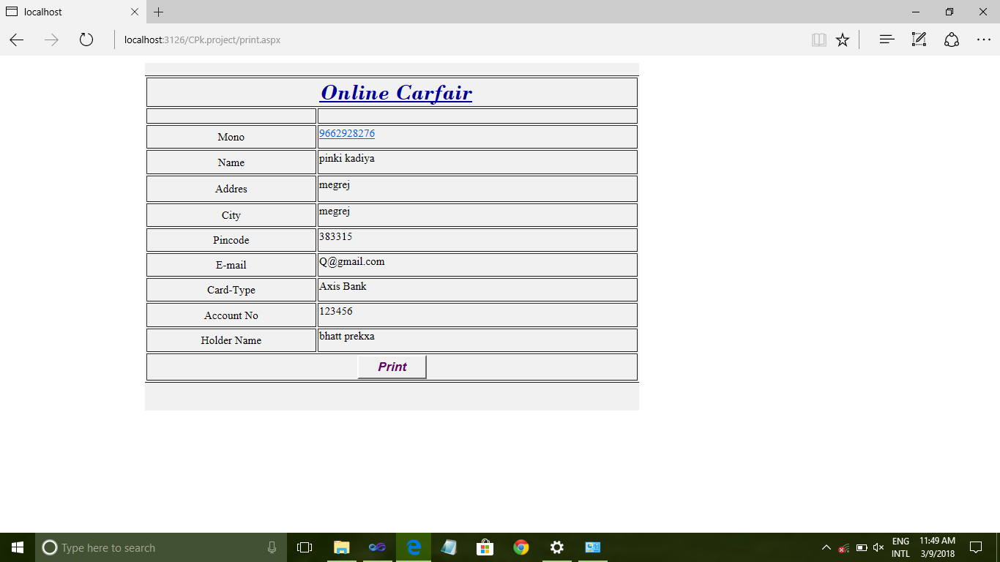 localhost
localhost:3126/CPk.project/print.aspx
Online Carfair
Mono 9662928276
Name pinki kadiya
Addres megrej
City megrej
Pincode 383315
E-mail Q@gmail.com
Card-Type Axis Bank
Account No 123456
Holder Name bhatt prekxa
Print
Type here to search
ENG 11:49 AM
INTL 3/9/2018